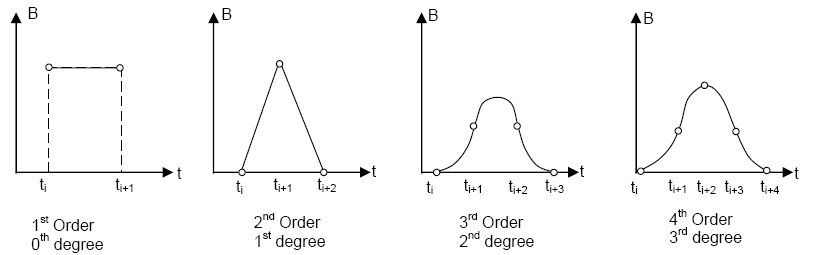 B
t
tᵢ
tᵢ₊₁
1ˢᵗ Order
0ᵗʰ degree
B
t
tᵢ
tᵢ₊₁
tᵢ₊₂
2ⁿᵈ Order
1ˢᵗ degree
B
t
tᵢ
tᵢ₊₁
tᵢ₊₂
tᵢ₊₃
3ʳᵈ Order
2ⁿᵈ degree
B
t
tᵢ
tᵢ₊₁
tᵢ₊₂
tᵢ₊₃
tᵢ₊₄
4ᵗʰ Order
3ʳᵈ degree